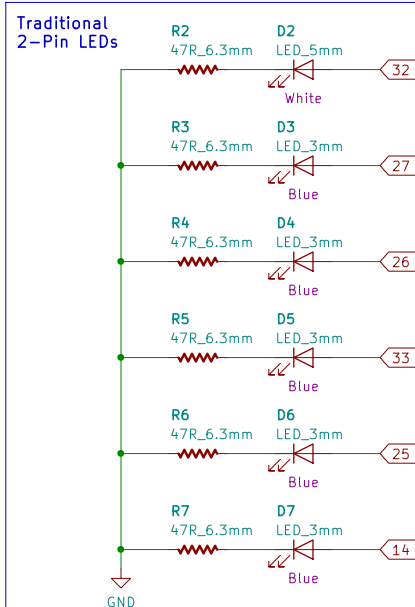 Traditional
2-Pin LEDs
R2 D2
47R_6.3mm LED_5mm
32
White
R3 D3
47R_6.3mm LED_3mm
27
Blue
R4 D4
47R_6.3mm LED_3mm
26
Blue
R5 D5
47R_6.3mm LED_3mm
33
Blue
R6 D6
47R_6.3mm LED_3mm
25
Blue
R7 D7
47R_6.3mm LED_3mm
14
Blue
GND